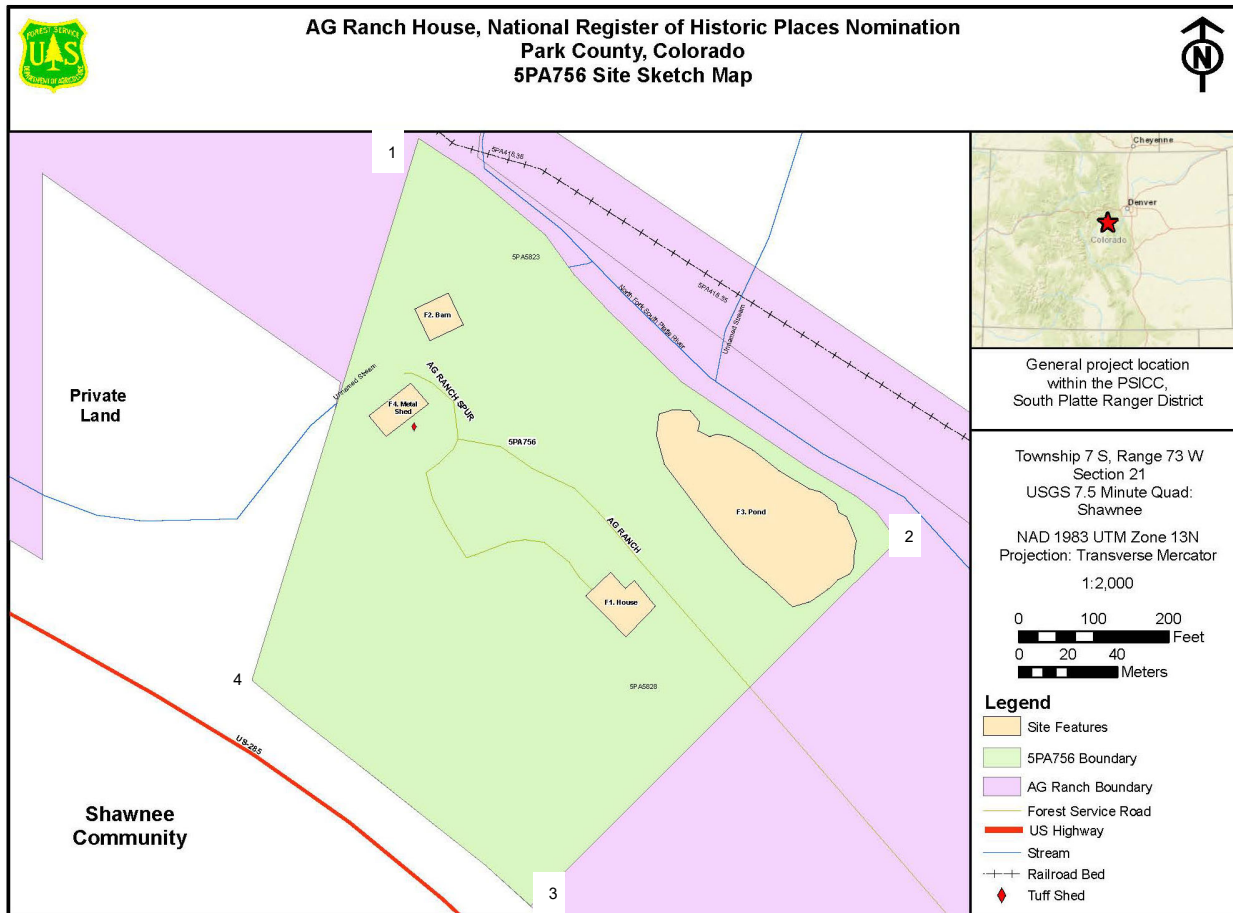 FOREST SERVICE
U S
DEPARTMENT OF AGRICULTURE
AG Ranch House, National Register of Historic Places Nomination
Park County, Colorado
5PA756 Site Sketch Map
N
1
5PA418.35
5PA5823
North Fork South Platte River
5PA418.35
Unnamed Stream
F2. Barn
AG RANCH SPUR
Unnamed Stream
Private
Land
F4. Metal
Shed
5PA756
AG RANCH
F3. Pond
2
F1. House
5PA5828
4
US-285
Shawnee
Community
3
Cheyenne
Denver
Colorado
General project location
within the PSICC,
South Platte Ranger District
Township 7 S, Range 73 W
Section 21
USGS 7.5 Minute Quad:
Shawnee
NAD 1983 UTM Zone 13N
Projection: Transverse Mercator
1:2,000
0 100 200
Feet
0 20 40
Meters
Legend
Site Features
5PA756 Boundary
AG Ranch Boundary
Forest Service Road
US Highway
Stream
Railroad Bed
Tuff Shed